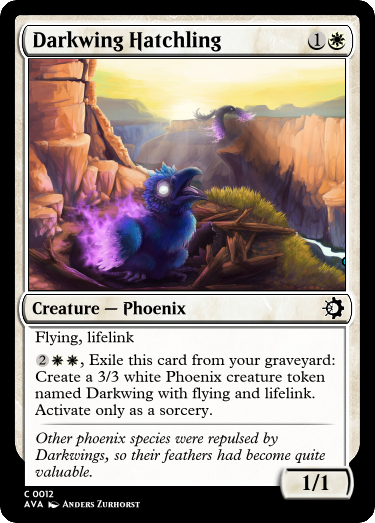 Darkwing Hatchling 1
Creature — Phoenix
Flying, lifelink
2, Exile this card from your graveyard:
Create a 3/3 white Phoenix creature token
named Darkwing with flying and lifelink.
Activate only as a sorcery.
Other phoenix species were repulsed by
Darkwings, so their feathers had become quite
valuable.
1/1
C 0012
AVA Anders Zurhorst